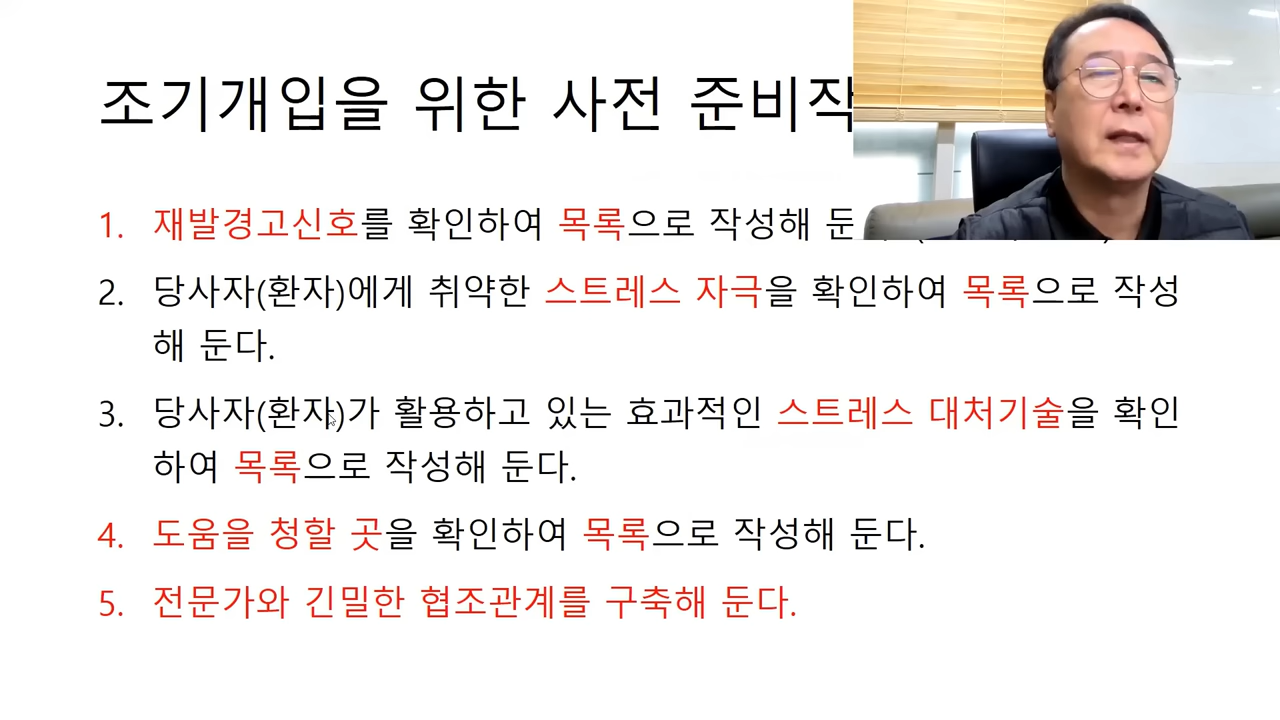 조기개입을 위한 사전 준비작
1. 재발경고신호를 확인하여 목록으로 작성해 둔
2. 당사자(환자)에게 취약한 스트레스 자극을 확인하여 목록으로 작성
해 둔다.
3. 당사자(환자)가 활용하고 있는 효과적인 스트레스 대처기술을 확인
하여 목록으로 작성해 둔다.
4. 도움을 청할 곳을 확인하여 목록으로 작성해 둔다.
5. 전문가와 긴밀한 협조관계를 구축해 둔다.